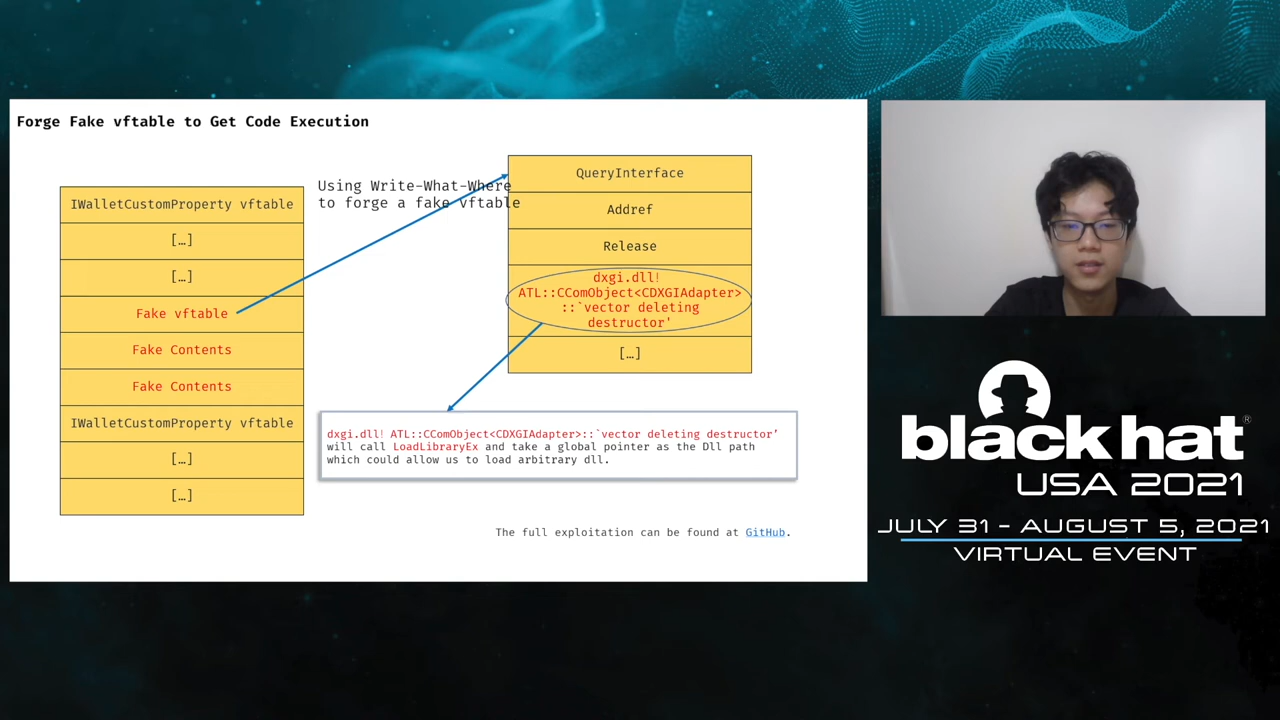 Forge Fake vftable to Get Code Execution
IWalletCustomProperty vftable
[…]
[…]
Fake vftable
Fake Contents
Fake Contents
IWalletCustomProperty vftable
[…]
[…]
Using Write-What-Where
to forge a fake vftable
QueryInterface
Addref
Release
dxgi.dll!
ATL::CComObject<CDXGIAdapter>
::`vector deleting
destructor'
[…]
dxgi.dll! ATL::CComObject<CDXGIAdapter>::`vector deleting destructor’
will call LoadLibraryEx and take a global pointer as the Dll path
which could allow us to load arbitrary dll.
The full exploitation can be found at GitHub.
black hat®
USA 2021
JULY 31 - AUGUST 5, 2021
VIRTUAL EVENT